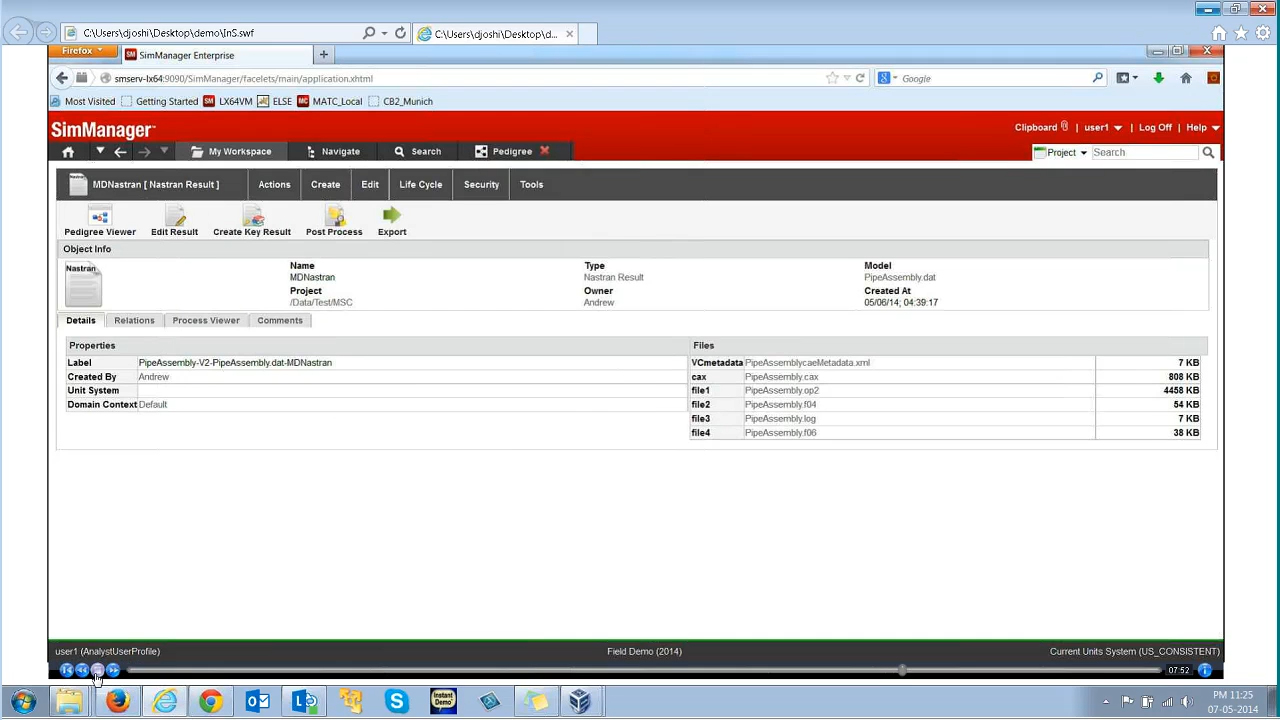 C:\Users\djoshi\Desktop\demo\InS.swf
C:\Users\djoshi\Desktop\d...
Firefox
SimManager Enterprise
smserv-lx64:9090/SimManager/facelets/main/application.xhtml
Google
Most Visited Getting Started LX64VM ELSE MATC_Local CB2_Munich
SimManager
Clipboard user1 Log Off Help
My Workspace Navigate Search Pedigree
Project Search
MDNastran [ Nastran Result ] Actions Create Edit Life Cycle Security Tools
Pedigree Viewer Edit Result Create Key Result Post Process Export
Object Info
Nastran
Name Type Model
MDNastran Nastran Result PipeAssembly.dat
Project Owner Created At
/Data/Test/MSC Andrew 05/06/14; 04:39:17
Details Relations Process Viewer Comments
Properties Files
Label PipeAssembly-V2-PipeAssembly.dat-MDNastran VCmetadata PipeAssemblycaeMetadata.xml 7 KB
Created By Andrew cax PipeAssembly.cax 808 KB
Unit System file1 PipeAssembly.op2 4458 KB
Domain Context Default file2 PipeAssembly.f04 54 KB
file3 PipeAssembly.log 7 KB
file4 PipeAssembly.f06 38 KB
user1 (AnalystUserProfile) Field Demo (2014) Current Units System (US_CONSISTENT)
07:52
Instant Demo
PM 11:25
07-05-2014